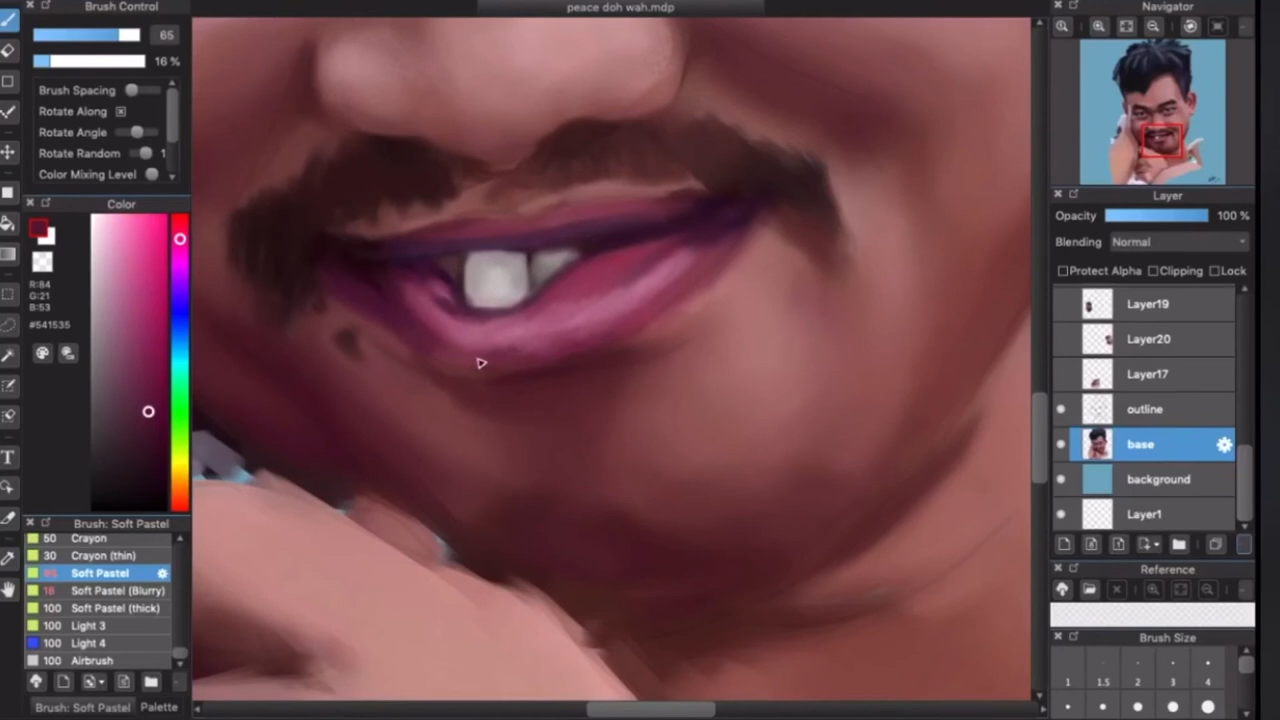 Brush Control
65
16 %
Brush Spacing
Rotate Along
Rotate Angle
Rotate Random 1
Color Mixing Level
Color
R:84
G:21
B:53
#541535
Brush: Soft Pastel
50 Crayon
30 Crayon (thin)
Soft Pastel
18 Soft Pastel (Blurry)
100 Soft Pastel (thick)
100 Light 3
100 Light 4
100 Airbrush
Brush: Soft Pastel Palette
peace doh wah.mdp
Navigator
Layer
Opacity 100 %
Blending Normal
Protect Alpha Clipping Lock
Layer19
Layer20
Layer17
outline
base
background
Layer1
Reference
Brush Size
1 1.5 2 3 4